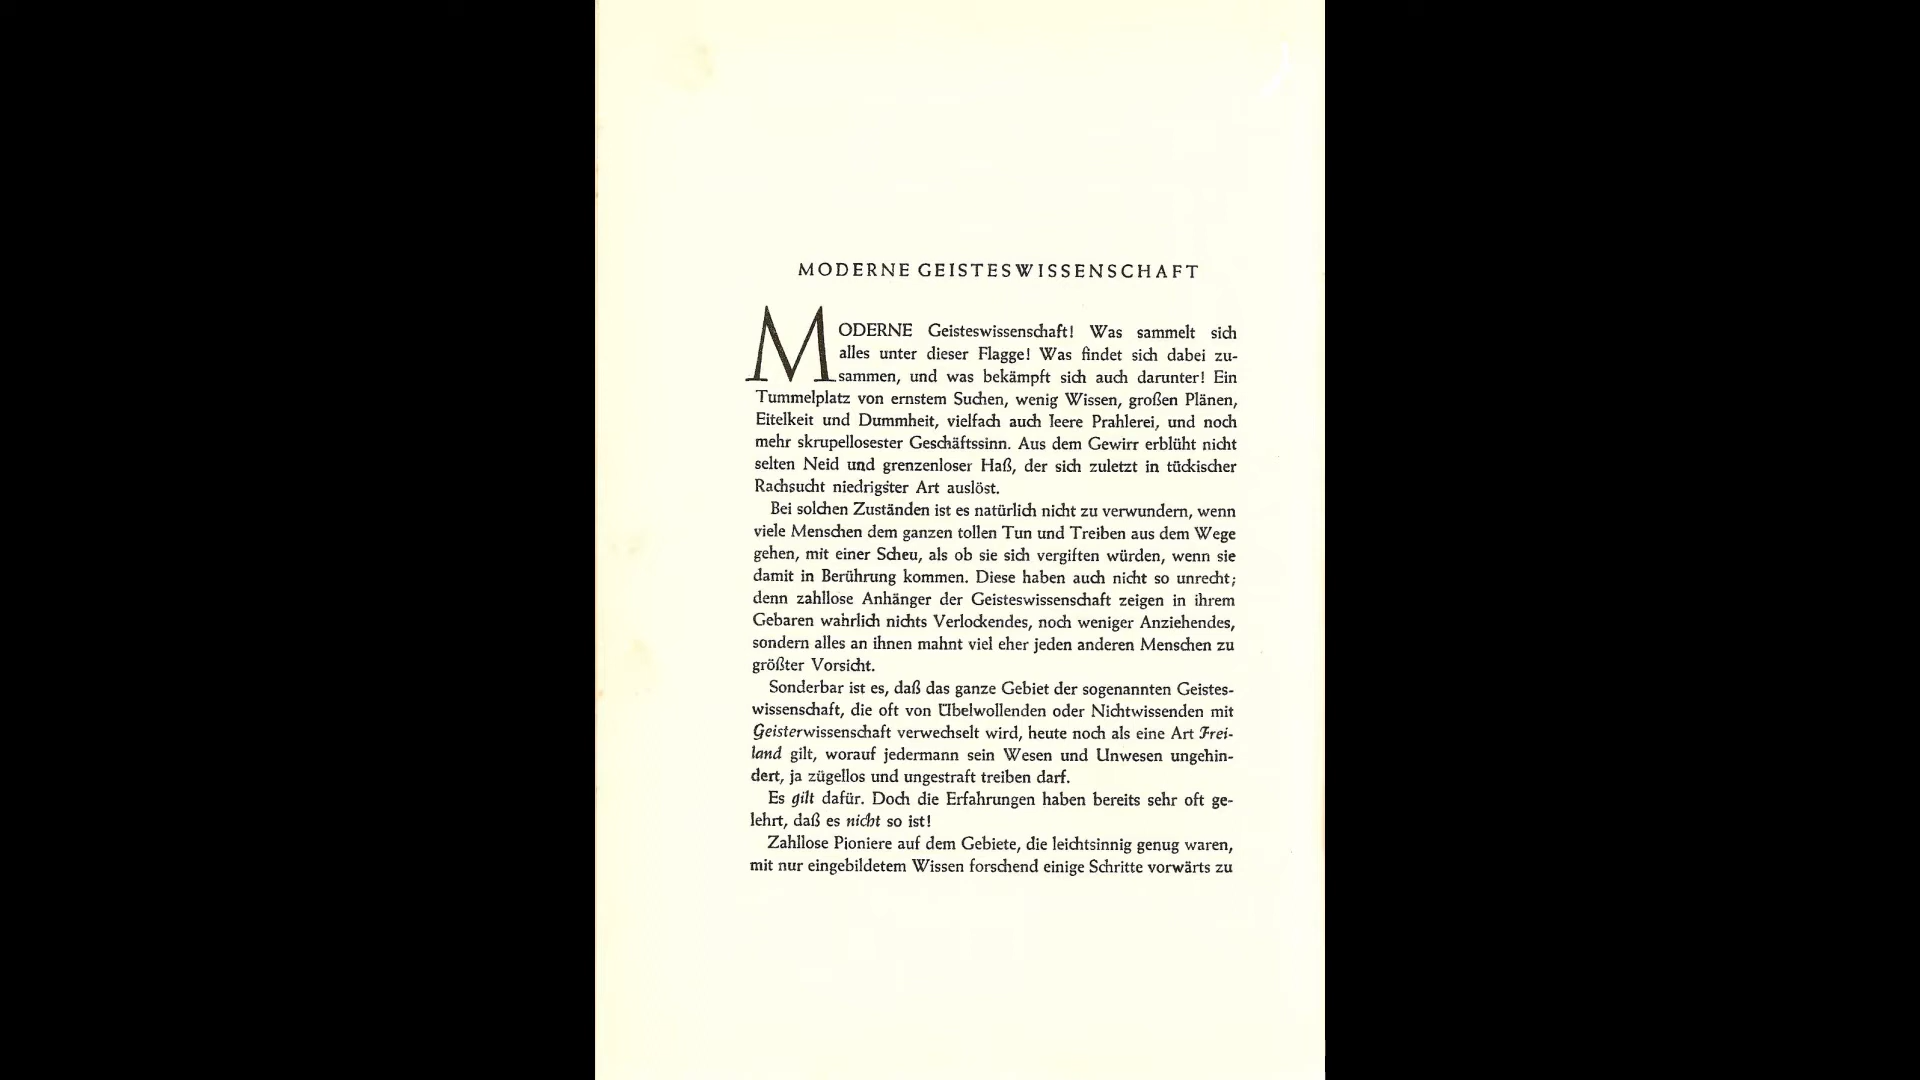 MODERNE GEISTESWISSENSCHAFT
MODERNE Geisteswissenschaft! Was sammelt sich
alles unter dieser Flagge! Was findet sich dabei zu-
sammen, und was bekämpft sich auch darunter! Ein
Tummelplatz von ernstem Suchen, wenig Wissen, großen Plänen,
Eitelkeit und Dummheit, vielfach auch leere Prahlerei, und noch
mehr skrupellosester Geschäftssinn. Aus dem Gewirr erblüht nicht
selten Neid und grenzenloser Haß, der sich zuletzt in tückischer
Rachsucht niedrigster Art auslöst.
Bei solchen Zuständen ist es natürlich nicht zu verwundern, wenn
viele Menschen dem ganzen tollen Tun und Treiben aus dem Wege
gehen, mit einer Scheu, als ob sie sich vergiften würden, wenn sie
damit in Berührung kommen. Diese haben auch nicht so unrecht;
denn zahllose Anhänger der Geisteswissenschaft zeigen in ihrem
Gebaren wahrlich nichts Verlockendes, noch weniger Anziehendes,
sondern alles an ihnen mahnt viel eher jeden anderen Menschen zu
größter Vorsicht.
Sonderbar ist es, daß das ganze Gebiet der sogenannten Geistes-
wissenschaft, die oft von Übelwollenden oder Nichtwissenden mit
Geisterwissenschaft verwechselt wird, heute noch als eine Art Frei-
land gilt, worauf jedermann sein Wesen und Unwesen ungehin-
dert, ja zügellos und ungestraft treiben darf.
Es gilt dafür. Doch die Erfahrungen haben bereits sehr oft ge-
lehrt, daß es nicht so ist!
Zahllose Pioniere auf dem Gebiete, die leichtsinnig genug waren,
mit nur eingebildetem Wissen forschend einige Schritte vorwärts zu